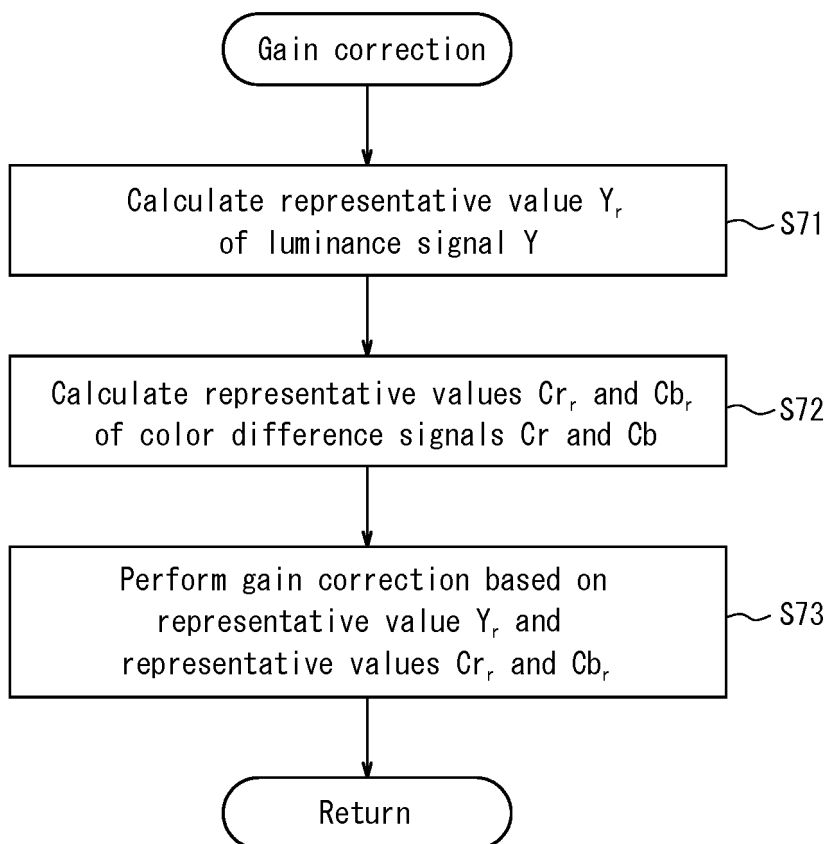 Gain correction
Calculate representative value Yr
of luminance signal Y
S71
Calculate representative values Crr and Cbr
of color difference signals Cr and Cb
S72
Perform gain correction based on
representative value Yr and
representative values Crr and Cbr
S73
Return